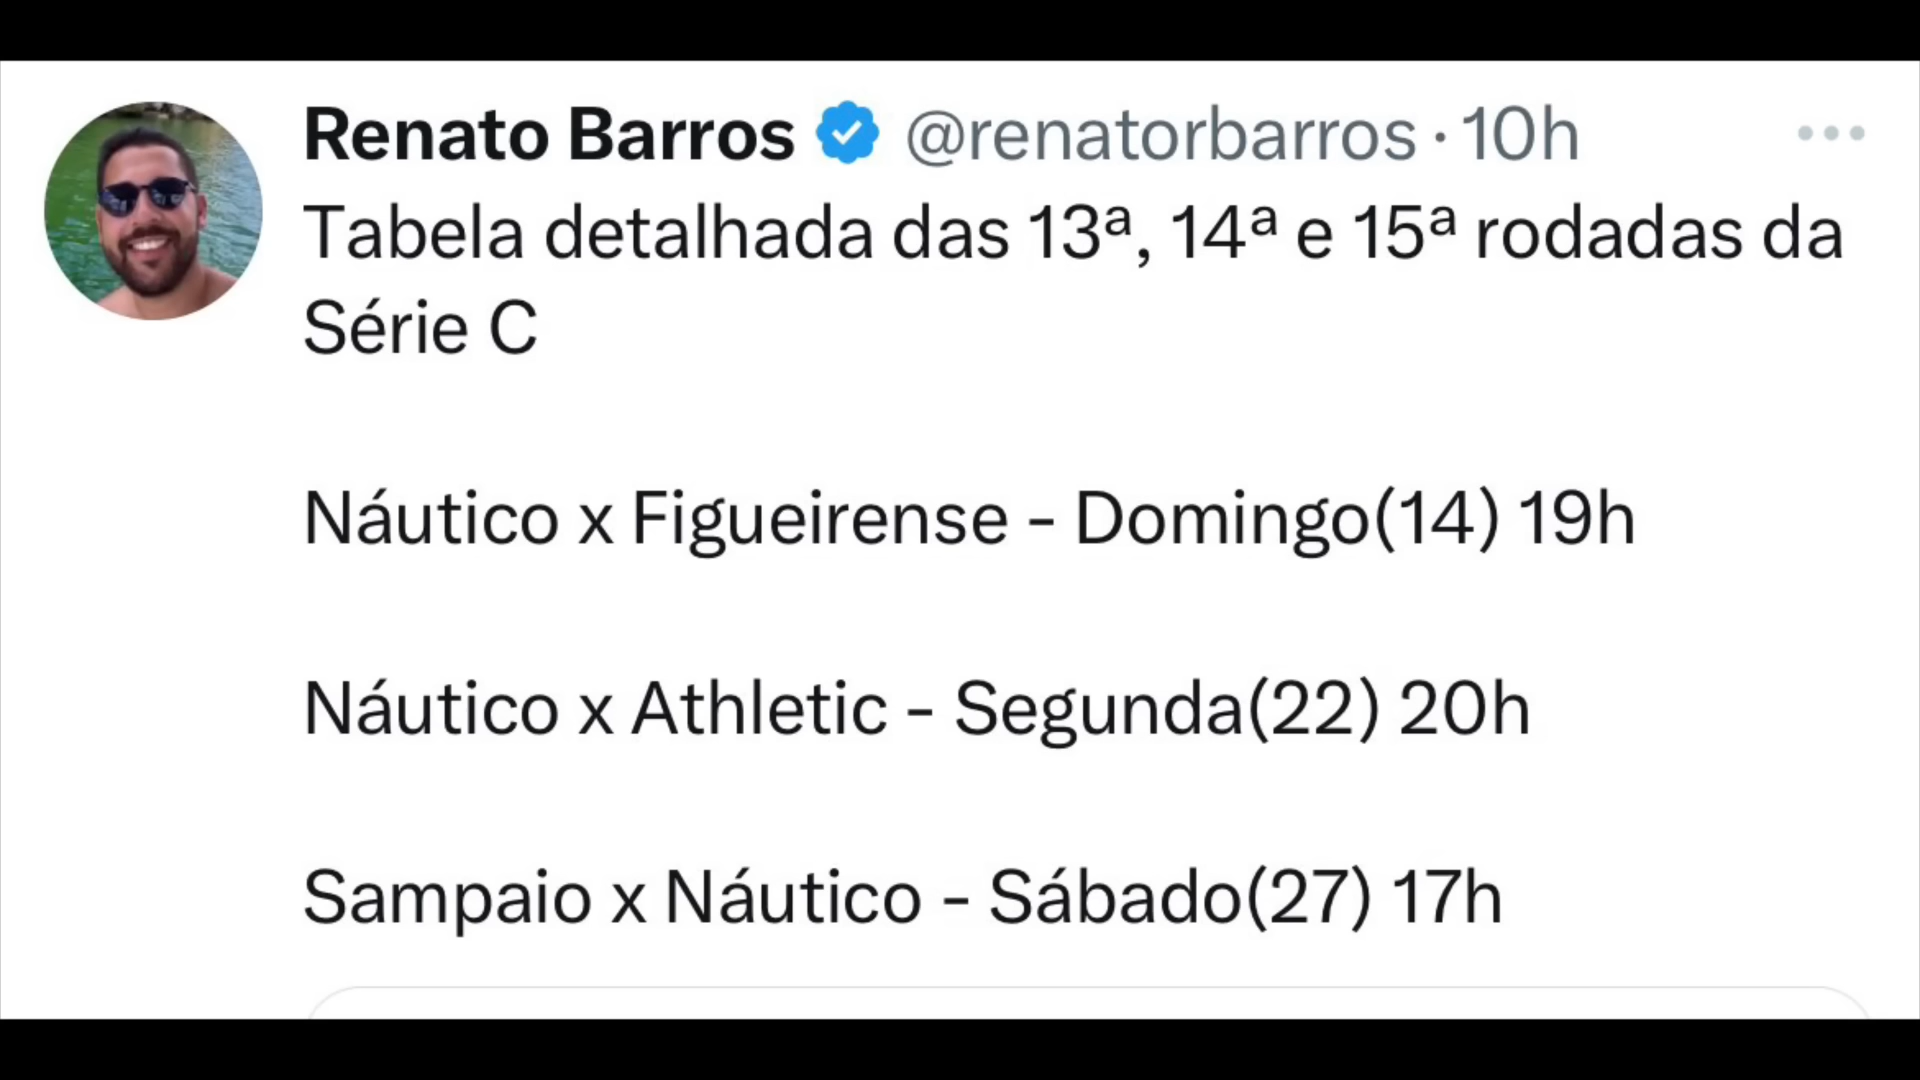 Renato Barros @renatorbarros · 10h
Tabela detalhada das 13ª, 14ª e 15ª rodadas da
Série C
Náutico x Figueirense - Domingo(14) 19h
Náutico x Athletic - Segunda(22) 20h
Sampaio x Náutico - Sábado(27) 17h